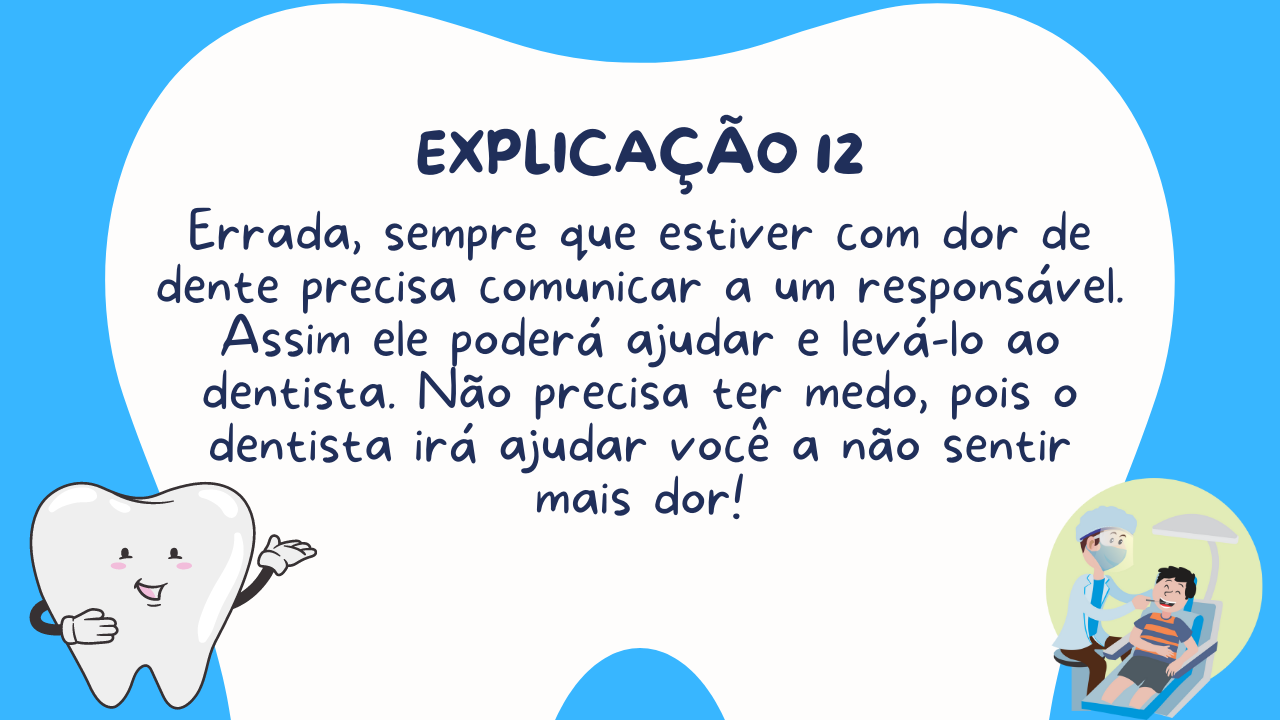 EXPLICAÇÃO 12
Errada, sempre que estiver com dor de
dente precisa comunicar a um responsável.
Assim ele poderá ajudar e levá-lo ao
dentista. Não precisa ter medo, pois o
dentista irá ajudar você a não sentir
mais dor!